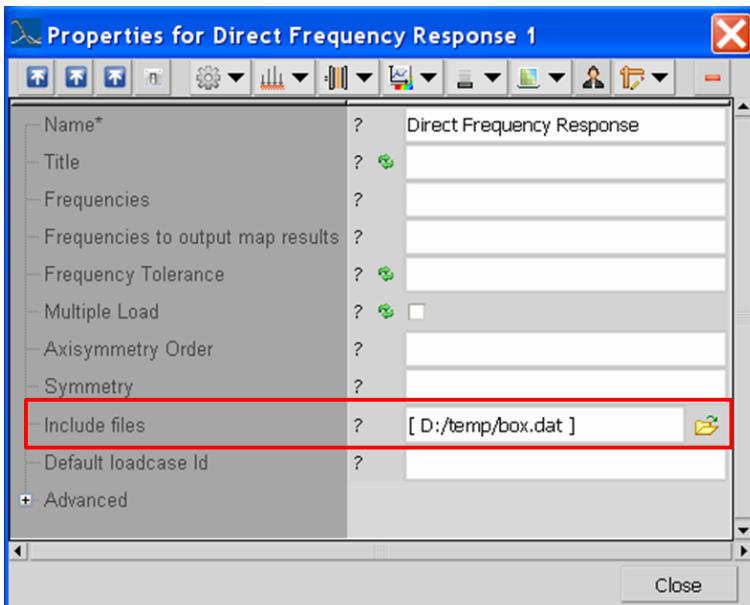 Properties for Direct Frequency Response 1
Name* ? Direct Frequency Response
Title ?
Frequencies ?
Frequencies to output map results ?
Frequency Tolerance ?
Multiple Load ?
Axisymmetry Order ?
Symmetry ?
Include files ? [ D:/temp/box.dat ]
Default loadcase Id ?
Advanced
Close